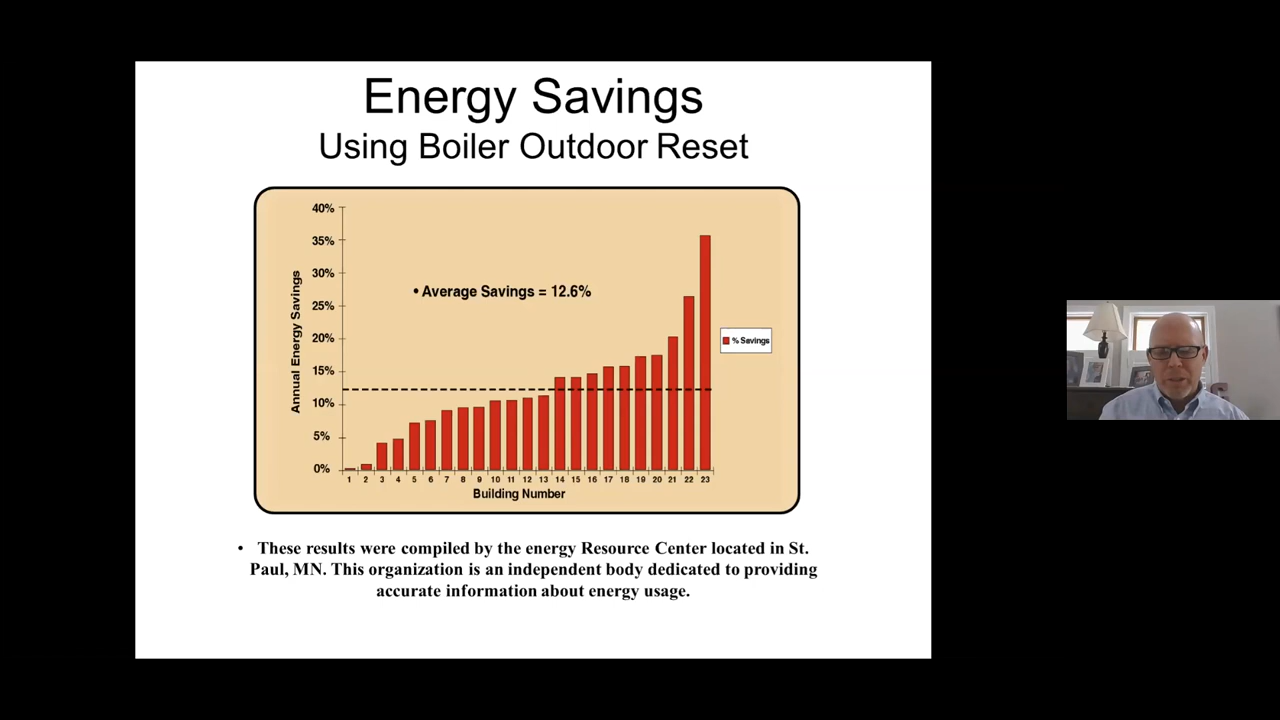 Energy Savings
Using Boiler Outdoor Reset
40%
35%
30%
25%
20%
15%
10%
5%
0%
Annual Energy Savings
• Average Savings = 12.6%
% Savings
1 2 3 4 5 6 7 8 9 10 11 12 13 14 15 16 17 18 19 20 21 22 23
Building Number
• These results were compiled by the energy Resource Center located in St.
Paul, MN. This organization is an independent body dedicated to providing
accurate information about energy usage.